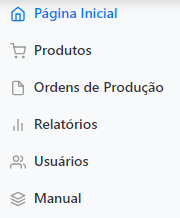 Página Inicial
Produtos
Ordens de Produção
Relatórios
Usuários
Manual